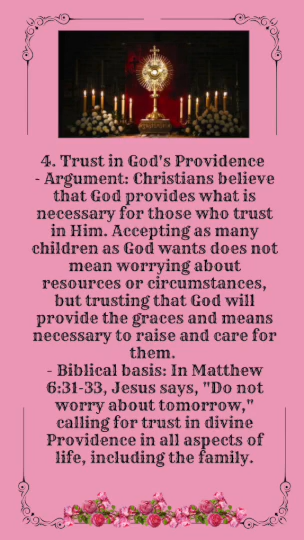 4. Trust in God's Providence
- Argument: Christians believe
that God provides what is
necessary for those who trust
in Him. Accepting as many
children as God wants does not
mean worrying about
resources or circumstances,
but trusting that God will
provide the graces and means
necessary to raise and care for
them.
- Biblical basis: In Matthew
6:31-33, Jesus says, "Do not
worry about tomorrow,"
calling for trust in divine
Providence in all aspects of
life, including the family.